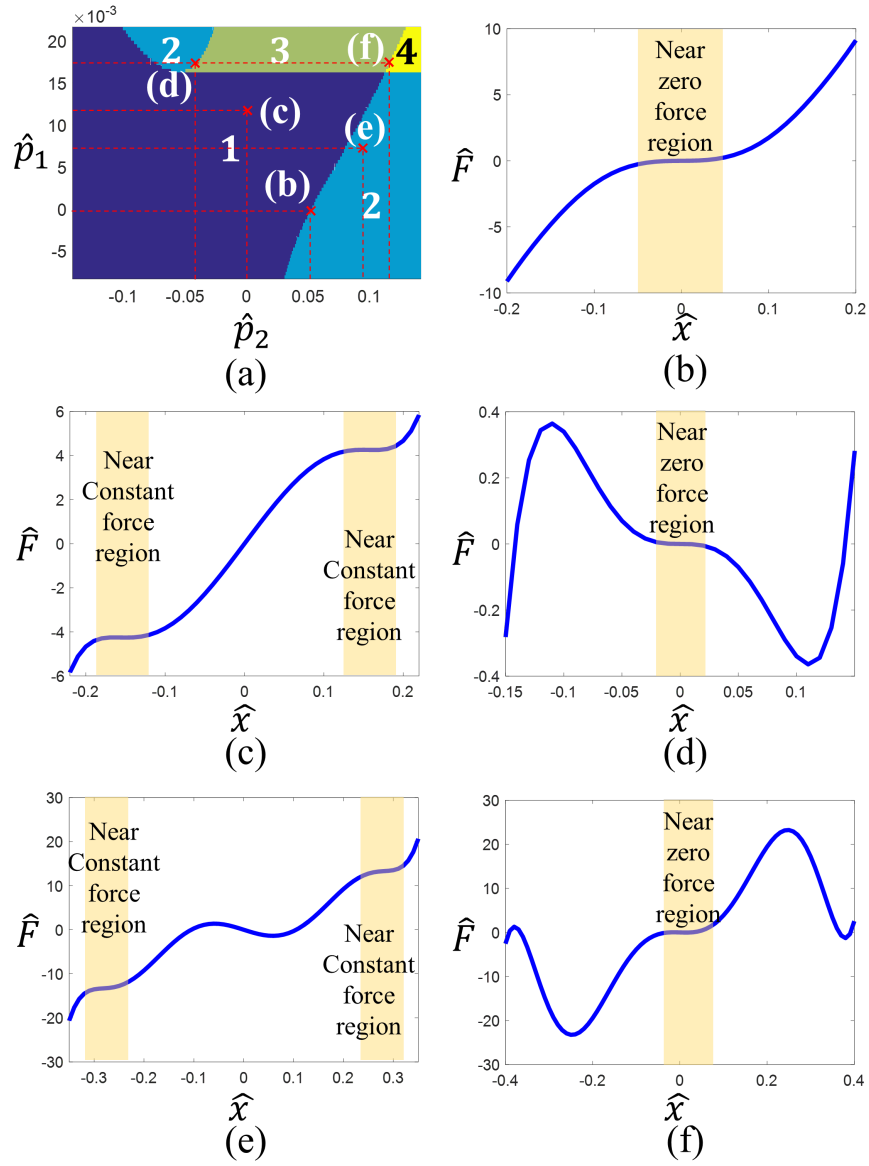 ×10⁻³
20
15
10
5
0
-5
p̂₁
2
3
(f)
4
(d)
(c)
1
(e)
(b)
2
-0.1
-0.05
0
0.05
0.1
p̂₂
(a)
10
5
0
-5
-10
F̂
Near
zero
force
region
-0.2
-0.1
0
0.1
0.2
x̂
(b)
6
4
2
0
-2
-4
-6
F̂
Near
Constant
force
region
Near
Constant
force
region
-0.2
-0.1
0
0.1
0.2
x̂
(c)
0.4
0.2
0
-0.2
-0.4
F̂
Near
zero
force
region
-0.15
-0.1
-0.05
0
0.05
0.1
x̂
(d)
30
20
10
0
-10
-20
-30
F̂
Near
Constant
force
region
Near
Constant
force
region
-0.3
-0.2
-0.1
0
0.1
0.2
0.3
x̂
(e)
30
20
10
0
-10
-20
-30
F̂
Near
zero
force
region
-0.4
-0.2
0
0.2
0.4
x̂
(f)